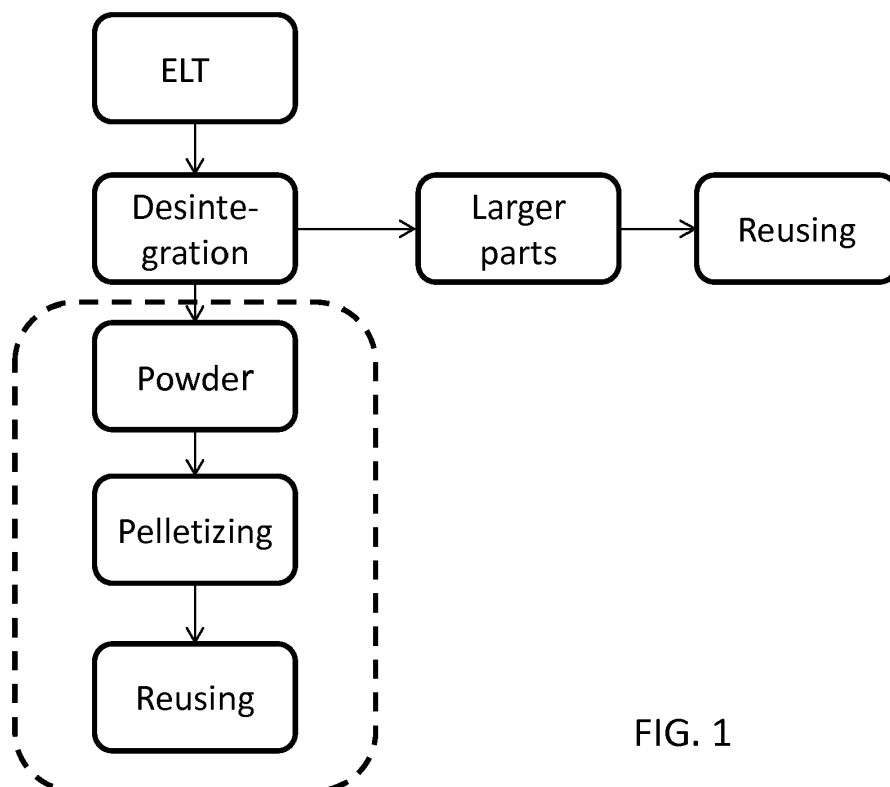 ELT
Desinte-
gration
Larger
parts
Reusing
Powder
Pelletizing
Reusing
FIG. 1